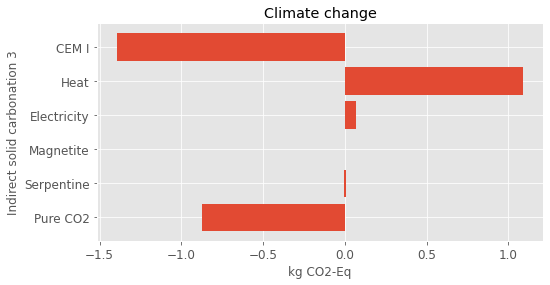 Climate change
Indirect solid carbonation 3
CEM I
Heat
Electricity
Magnetite
Serpentine
Pure CO2
−1.5 −1.0 −0.5 0.0 0.5 1.0
kg CO2-Eq